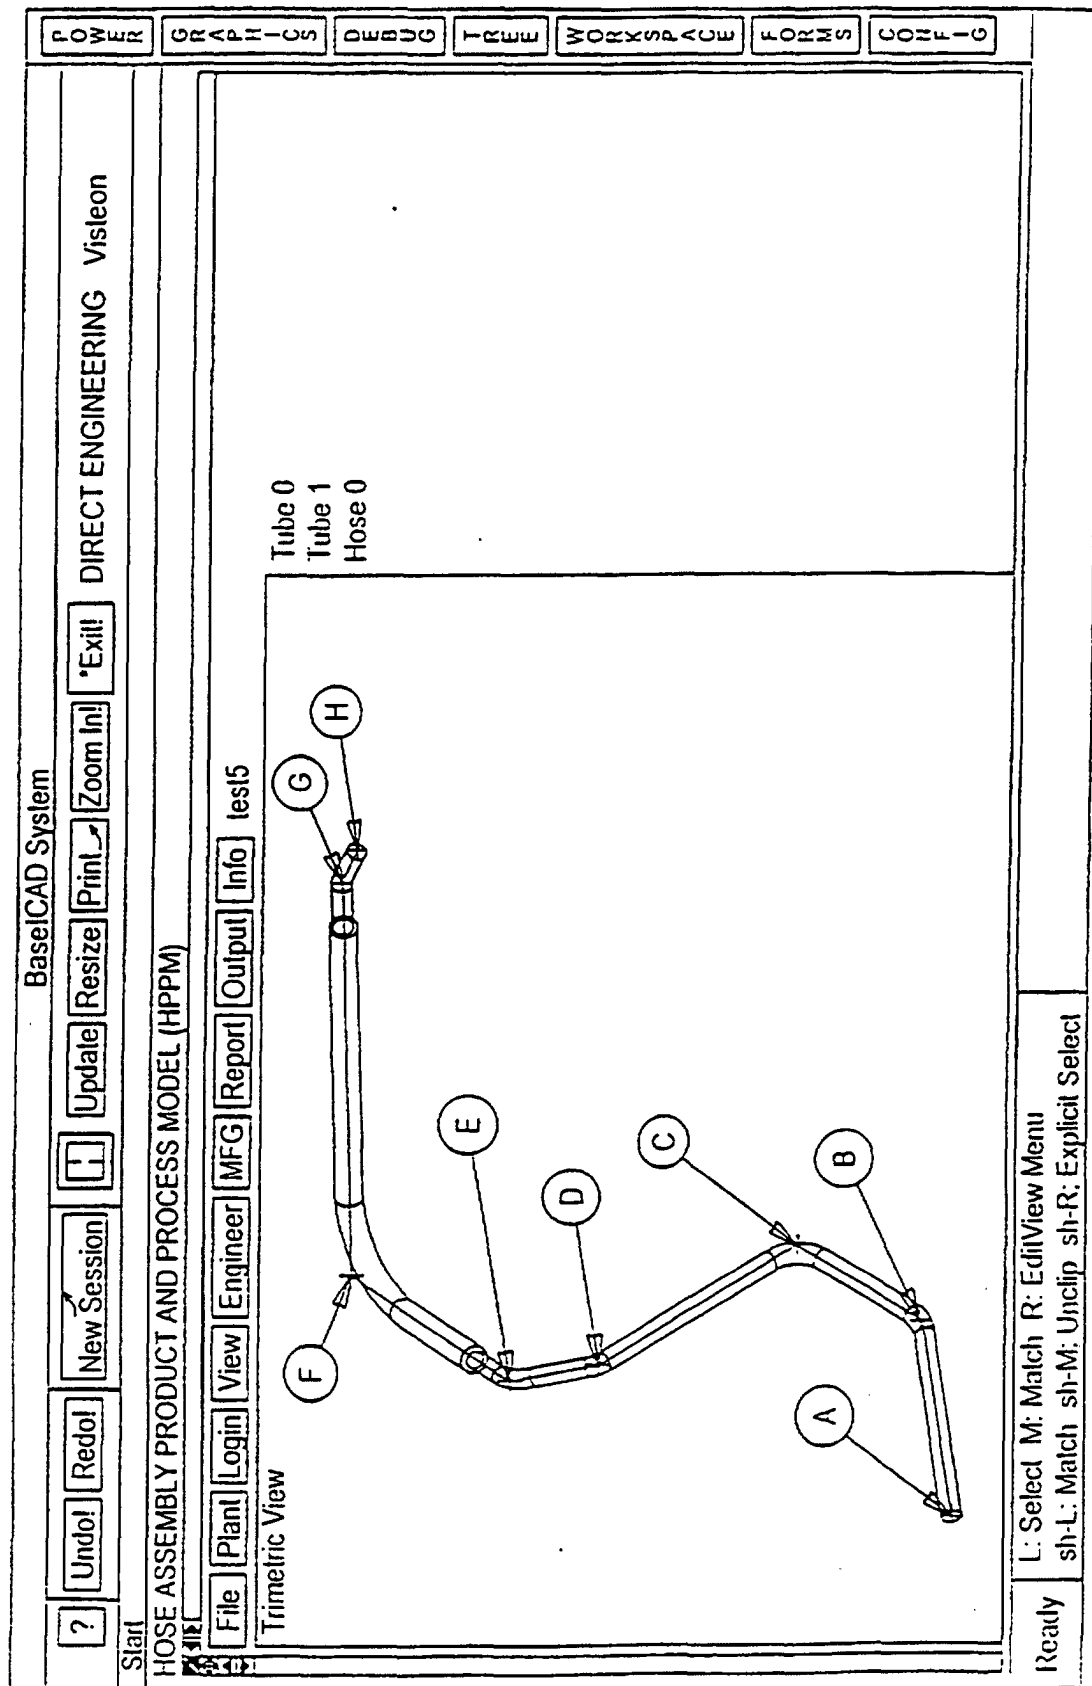 BaseICAD System
? Undo! Redo! New Session Update Resize Print Zoom In! *Exit! DIRECT ENGINEERING Visteon
Start
HOSE ASSEMBLY PRODUCT AND PROCESS MODEL (HPPM)
File Plant Login View Engineer MFG Report Output Info test5
Trimetric View
Tube 0
Tube 1
Hose 0
A
B
C
D
E
F
G
H
POWER
GRAPHICS
DEBUG
TREE
WORKSPACE
FORMS
CONFIG
Ready
L: Select M: Match R: EditView Menu
sh-L: Match sh-M: Unclip sh-R: Explicit Select